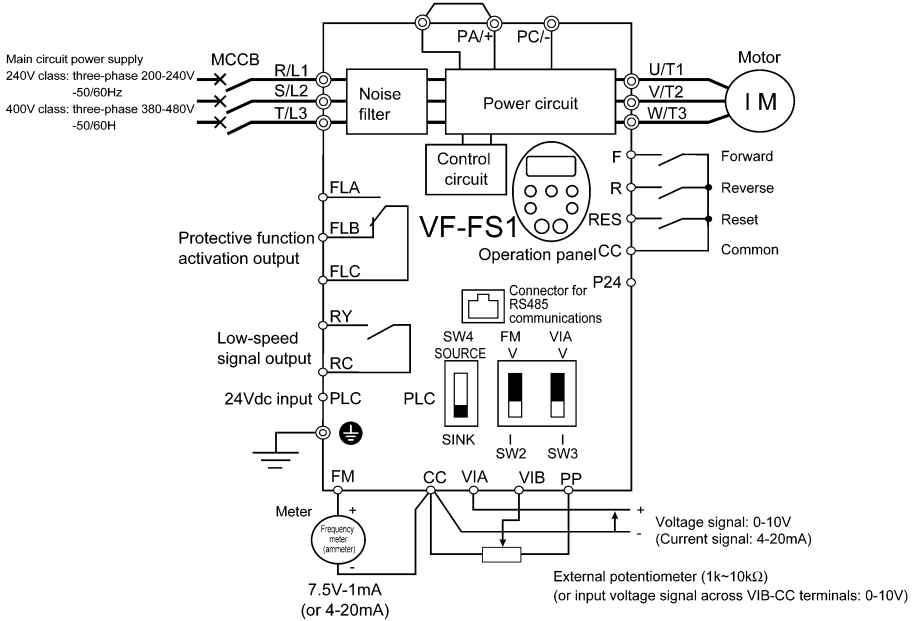 PA/+ PC/-
Main circuit power supply
240V class: three-phase 200-240V
-50/60Hz
400V class: three-phase 380-480V
-50/60H
MCCB
R/L1
S/L2
T/L3
Noise
filter
Power circuit
U/T1
V/T2
W/T3
Motor
I M
Control
circuit
F Forward
R Reverse
RES Reset
CC Common
P24
VF-FS1
Operation panel
FLA
FLB
FLC
Protective function
activation output
RY
RC
Low-speed
signal output
24Vdc input PLC
Connector for
RS485
communications
SW4
SOURCE
PLC
SINK
FM
V
VIA
V
I
SW2
I
SW3
FM CC VIA VIB PP
Meter
+
Frequency
meter
(ammeter)
-
7.5V-1mA
(or 4-20mA)
+
-
Voltage signal: 0-10V
(Current signal: 4-20mA)
External potentiometer (1k~10kΩ)
(or input voltage signal across VIB-CC terminals: 0-10V)